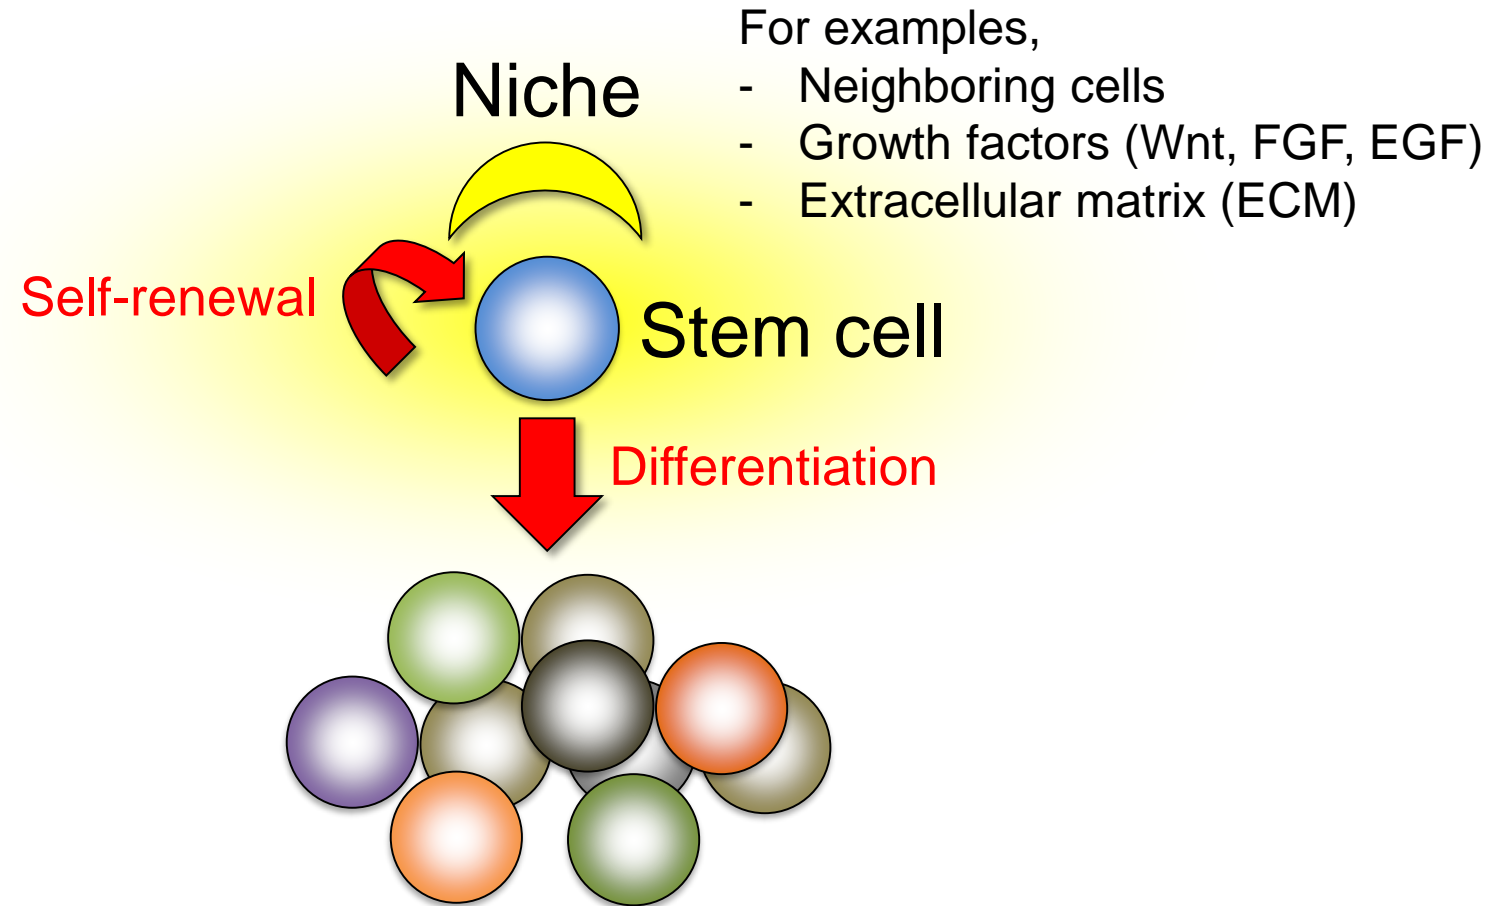 For examples,
Niche
- Neighboring cells
- Growth factors (Wnt, FGF, EGF)
- Extracellular matrix (ECM)
Self-renewal
Stem cell
Differentiation